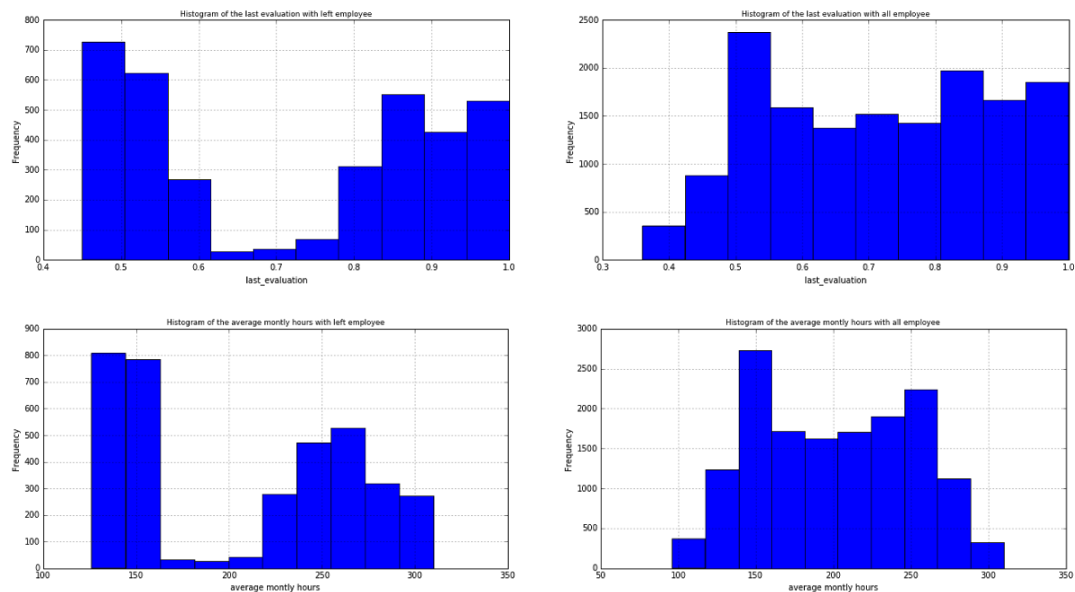 Histogram of the last evaluation with left employee
800
700
600
500
400
300
200
100
0
Frequency
0.4 0.5 0.6 0.7 0.8 0.9 1.0
last_evaluation
Histogram of the last evaluation with all employee
2500
2000
1500
1000
500
0
Frequency
0.3 0.4 0.5 0.6 0.7 0.8 0.9 1.0
last_evaluation
Histogram of the average montly hours with left employee
900
800
700
600
500
400
300
200
100
0
Frequency
100 150 200 250 300 350
average montly hours
Histogram of the average montly hours with all employee
3000
2500
2000
1500
1000
500
0
Frequency
50 100 150 200 250 300 350
average montly hours